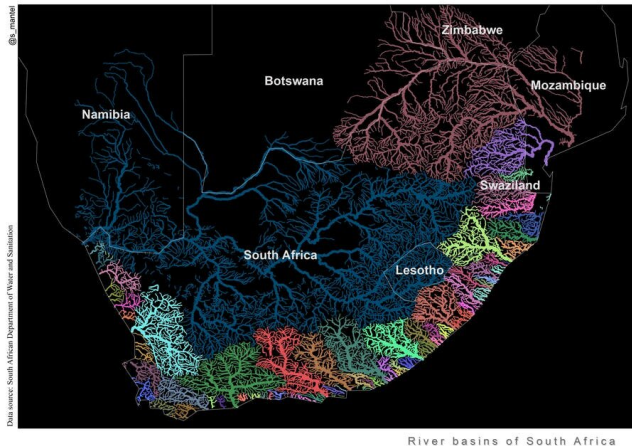 @s_mantel
Zimbabwe
Botswana
Mozambique
Namibia
Swaziland
South Africa
Lesotho
Data source: South African Department of Water and Sanitation
River basins of South Africa